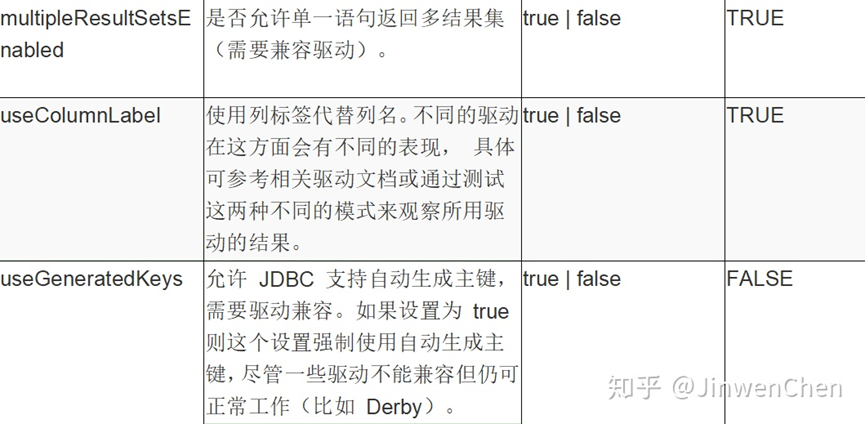 multipleResultSetsE
nabled
是否允许单一语句返回多结果集
（需要兼容驱动）。
true | false
TRUE
useColumnLabel
使用列标签代替列名。不同的驱动
在这方面会有不同的表现， 具体
可参考相关驱动文档或通过测试
这两种不同的模式来观察所用驱
动的结果。
true | false
TRUE
useGeneratedKeys
允许 JDBC 支持自动生成主键，
需要驱动兼容。如果设置为 true
则这个设置强制使用自动生成主
键，尽管一些驱动不能兼容但仍可
正常工作（比如 Derby）。
true | false
FALSE
知乎 @JinwenChen